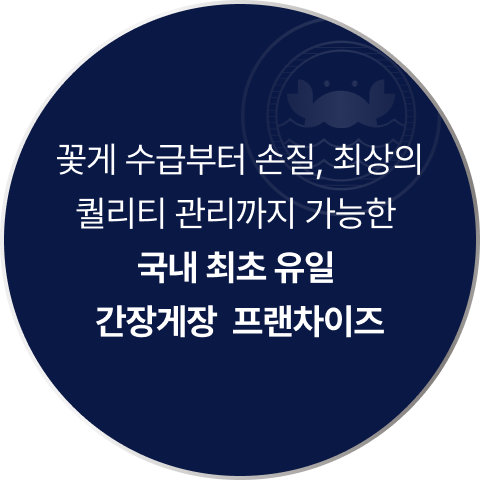 꽃게 수급부터 손질, 최상의
퀄리티 관리까지 가능한
국내 최초 유일
간장게장 프랜차이즈